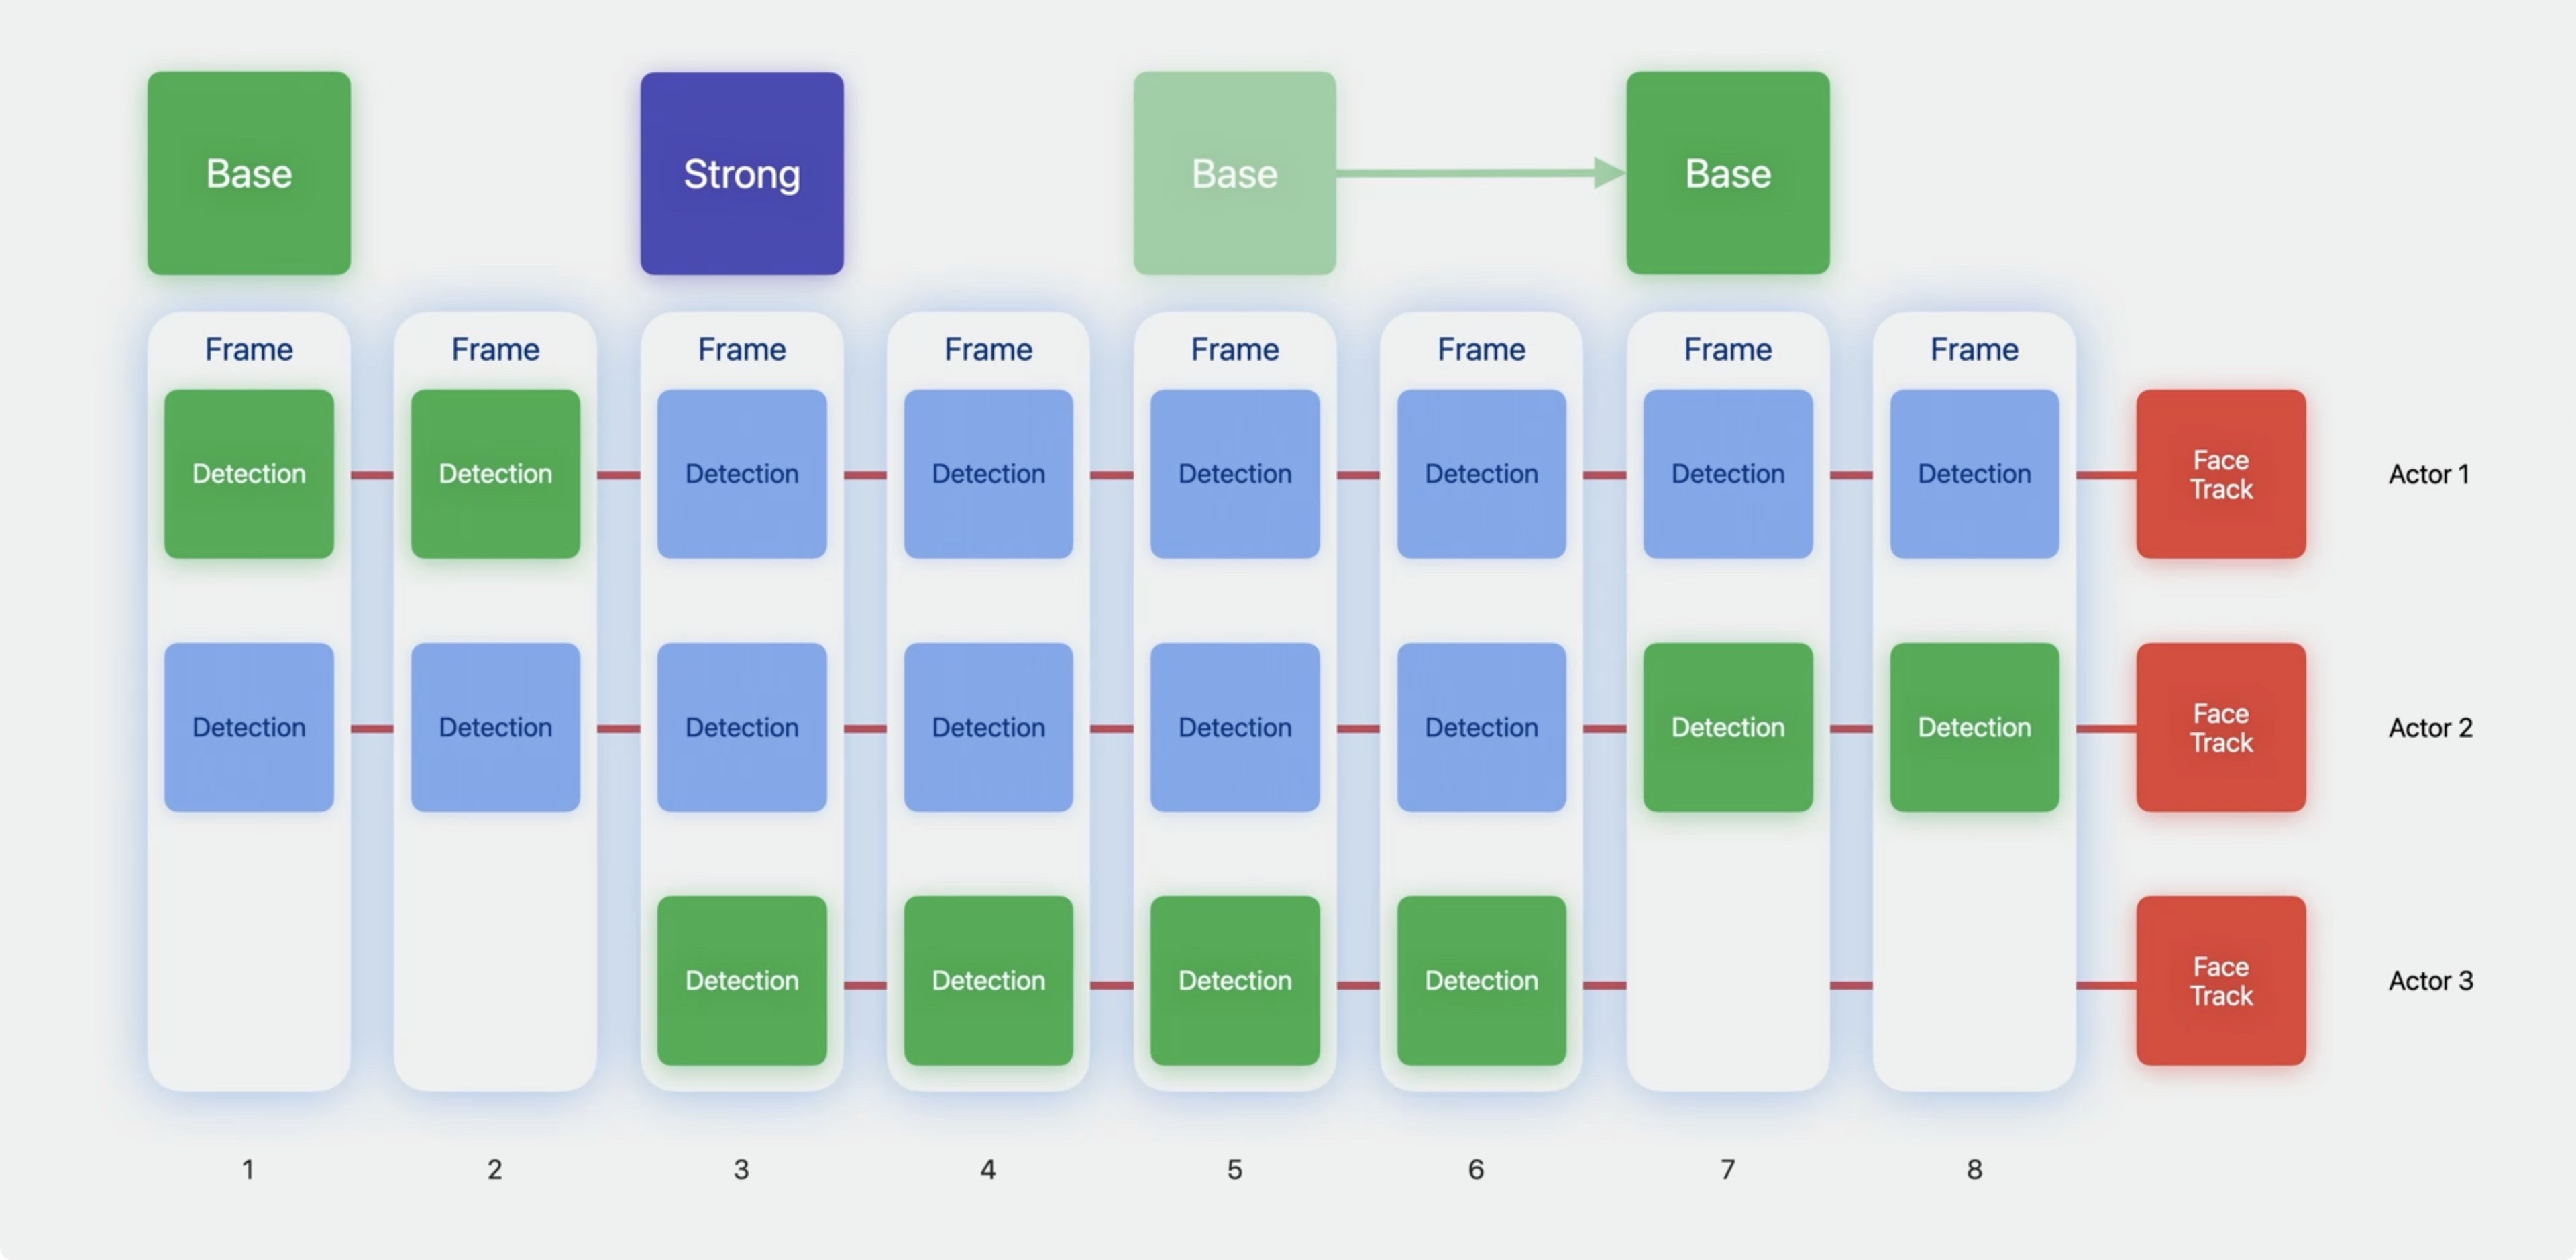 Base
Strong
Base
Base
Frame
Frame
Frame
Frame
Frame
Frame
Frame
Frame
Detection
Detection
Detection
Detection
Detection
Detection
Detection
Detection
Face
Track
Actor 1
Detection
Detection
Detection
Detection
Detection
Detection
Detection
Detection
Face
Track
Actor 2
Detection
Detection
Detection
Detection
Face
Track
Actor 3
1
2
3
4
5
6
7
8